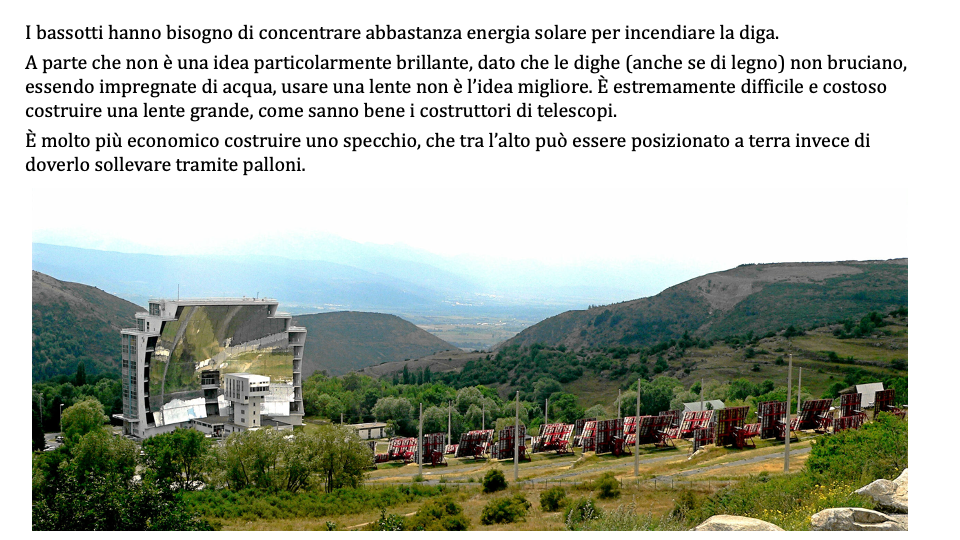 I bassotti hanno bisogno di concentrare abbastanza energia solare per incendiare la diga.
A parte che non è una idea particolarmente brillante, dato che le dighe (anche se di legno) non bruciano,
essendo impregnate di acqua, usare una lente non è l’idea migliore. È estremamente difficile e costoso
costruire una lente grande, come sanno bene i costruttori di telescopi.
È molto più economico costruire uno specchio, che tra l’alto può essere posizionato a terra invece di
doverlo sollevare tramite palloni.